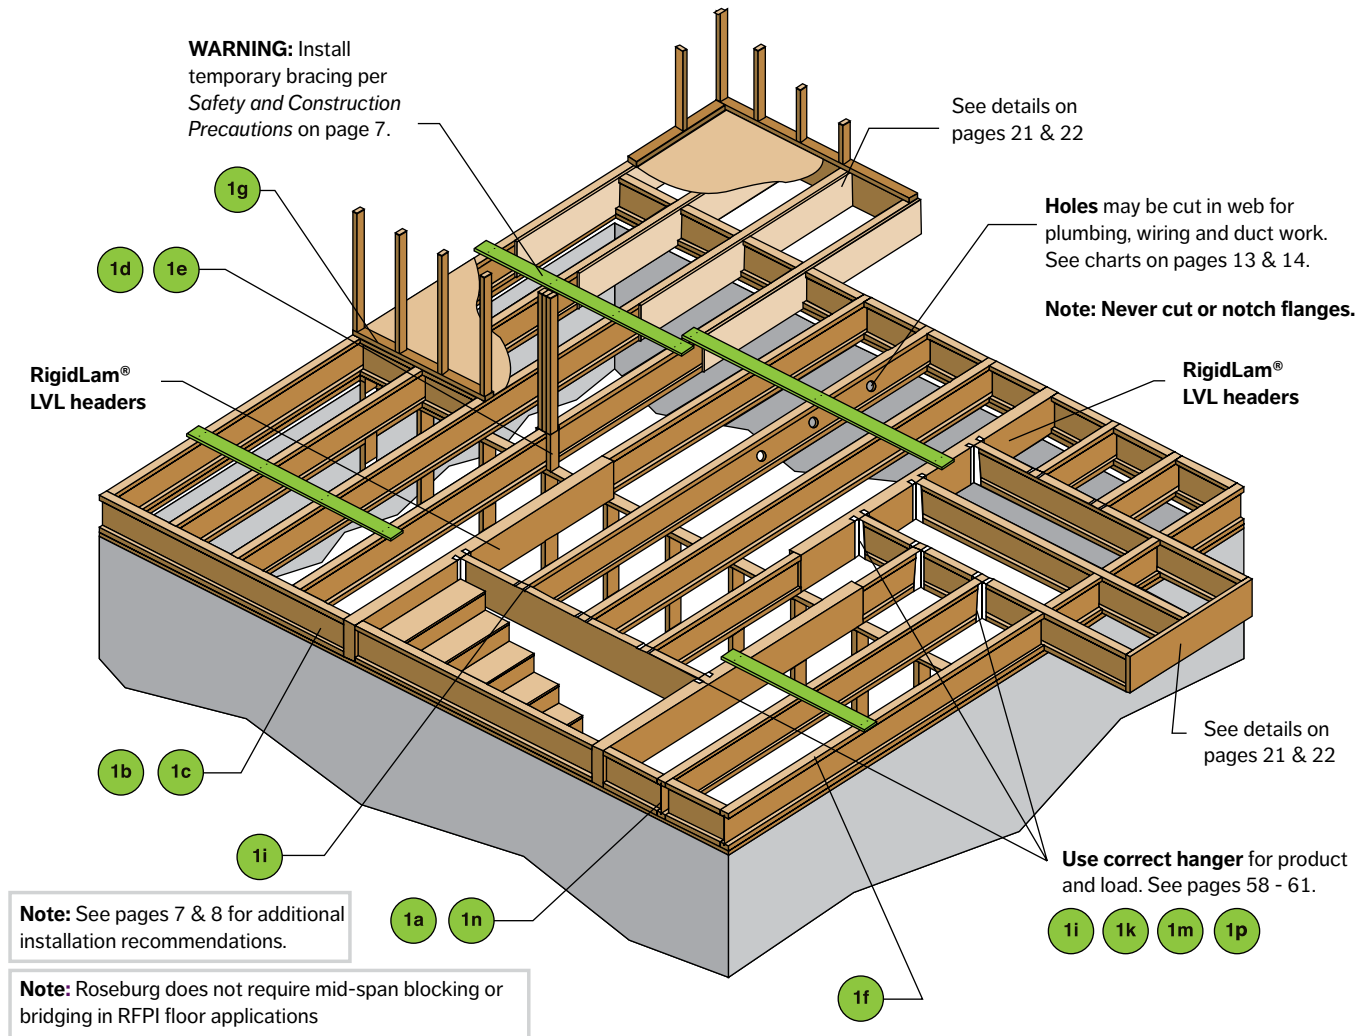 WARNING: Install
temporary bracing per
Safety and Construction
Precautions on page 7.
See details on
pages 21 & 22
1g
Holes may be cut in web for
plumbing, wiring and duct work.
See charts on pages 13 & 14.
Note: Never cut or notch flanges.
1d 1e
RigidLam®
LVL headers
RigidLam®
LVL headers
See details on
pages 21 & 22
1b 1c
1i
Use correct hanger for product
and load. See pages 58 - 61.
1i 1k 1m 1p
1a 1n
1f
Note: See pages 7 & 8 for additional
installation recommendations.
Note: Roseburg does not require mid-span blocking or
bridging in RFPI floor applications